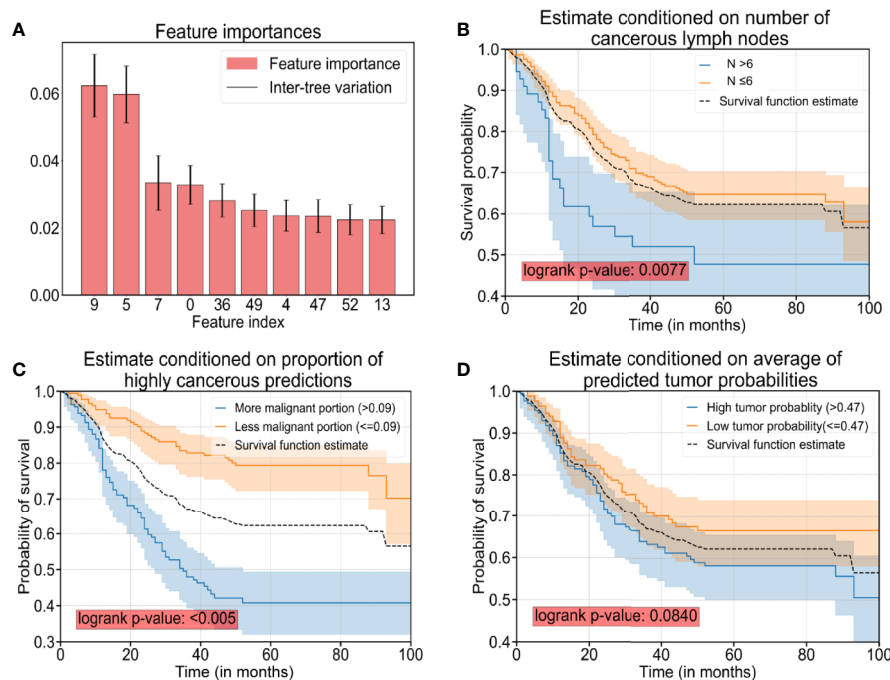 A
Feature importances
Feature importance
Inter-tree variation
0.06
0.04
0.02
0.00
9 5 7 0 36 49 4 47 52 13
Feature index
B
Estimate conditioned on number of
cancerous lymph nodes
N >6
N ≤6
Survival function estimate
Survival probability
1.0
0.9
0.8
0.7
0.6
0.5
0.4
logrank p-value: 0.0077
0 20 40 60 80 100
Time (in months)
C
Estimate conditioned on proportion of
highly cancerous predictions
More malignant portion (>0.09)
Less malignant portion (<=0.09)
Survival function estimate
Probability of survival
1.0
0.9
0.8
0.7
0.6
0.5
0.4
0.3
logrank p-value: <0.005
0 20 40 60 80 100
Time (in months)
D
Estimate conditioned on average of
predicted tumor probabilities
High tumor probablity (>0.47)
Low tumor probability(<=0.47)
Survival function estimate
Probability of survival
1.0
0.9
0.8
0.7
0.6
0.5
0.4
logrank p-value: 0.0840
0 20 40 60 80 100
Time (in months)